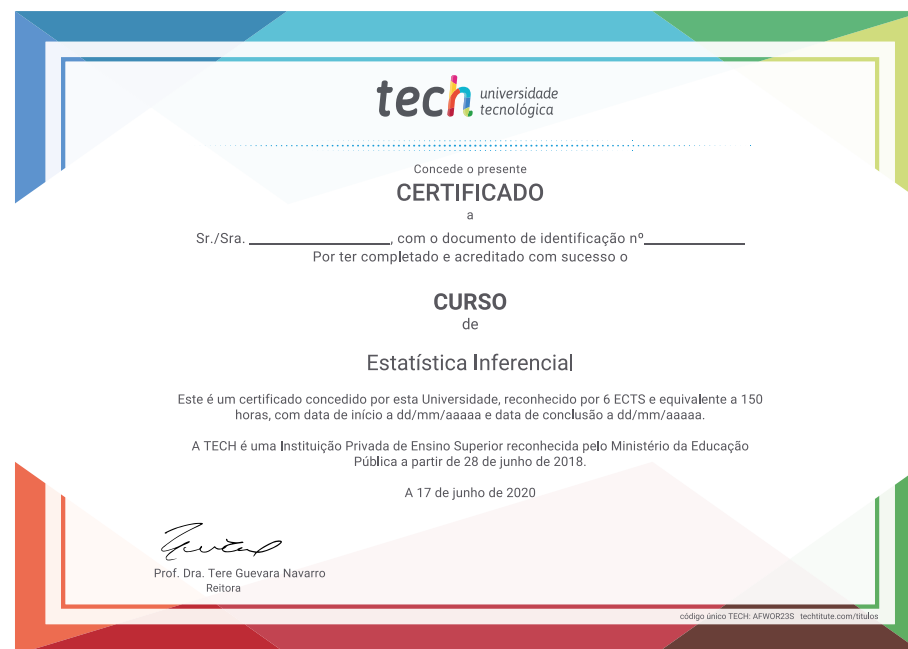 tech universidade
tecnológica
Concede o presente
CERTIFICADO
a
Sr./Sra. ____________________, com o documento de identificação nº______________
Por ter completado e acreditado com sucesso o
CURSO
de
Estatística Inferencial
Este é um certificado concedido por esta Universidade, reconhecido por 6 ECTS e equivalente a 150
horas, com data de início a dd/mm/aaaaa e data de conclusão a dd/mm/aaaaa.
A TECH é uma Instituição Privada de Ensino Superior reconhecida pelo Ministério da Educação
Pública a partir de 28 de junho de 2018.
A 17 de junho de 2020
Prof. Dra. Tere Guevara Navarro
Reitora
código único TECH: AFWOR23S techtitute.com/titulos